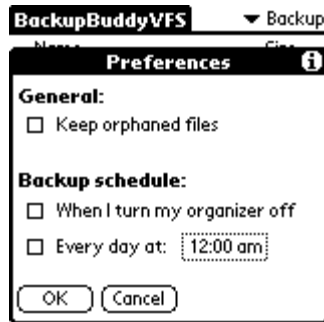 BackupBuddyVFS ▼ Backup
Preferences i
General:
Keep orphaned files
Backup schedule:
When I turn my organizer off
Every day at: 12:00 am
OK Cancel